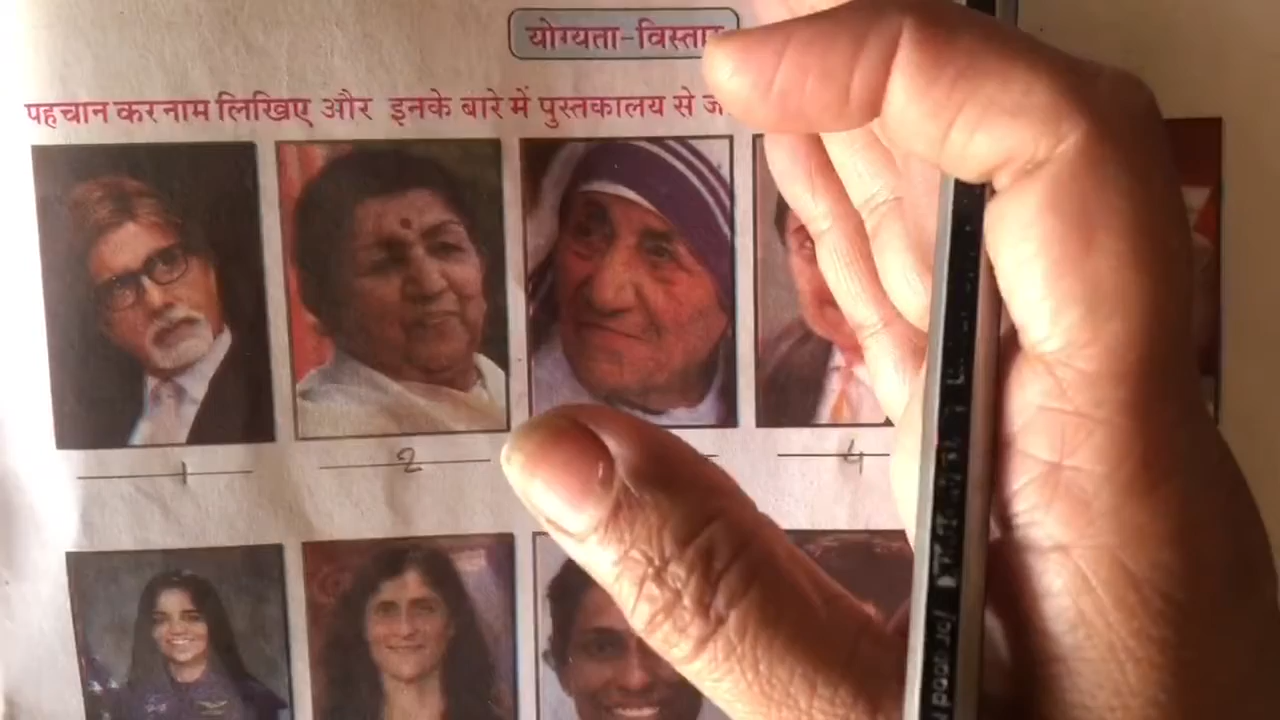 योग्यता-विस्तार
पहचान कर नाम लिखिए और इनके बारे में पुस्तकालय से
1
2
4